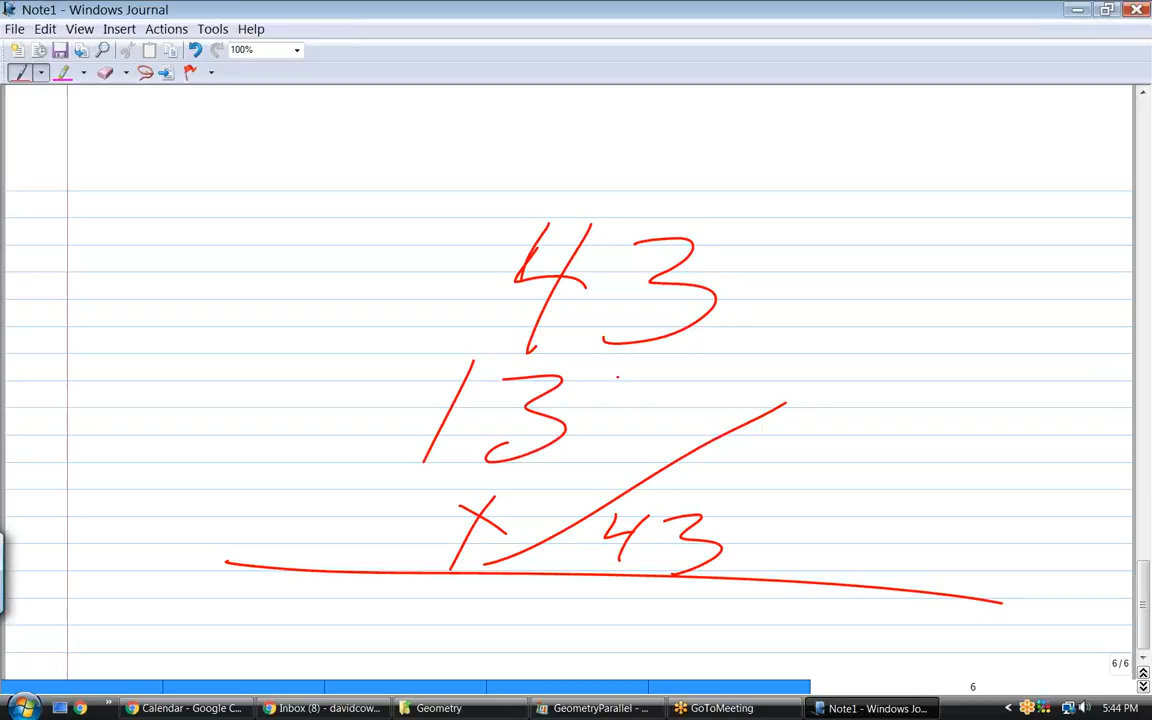 Note1 - Windows Journal
File Edit View Insert Actions Tools Help
100%
43
13
x 43
6/6
6
Calendar - Google C...
Inbox (8) - davidcow...
Geometry
GeometryParallel - ...
GoToMeeting
Note1 - Windows Jo...
5:44 PM